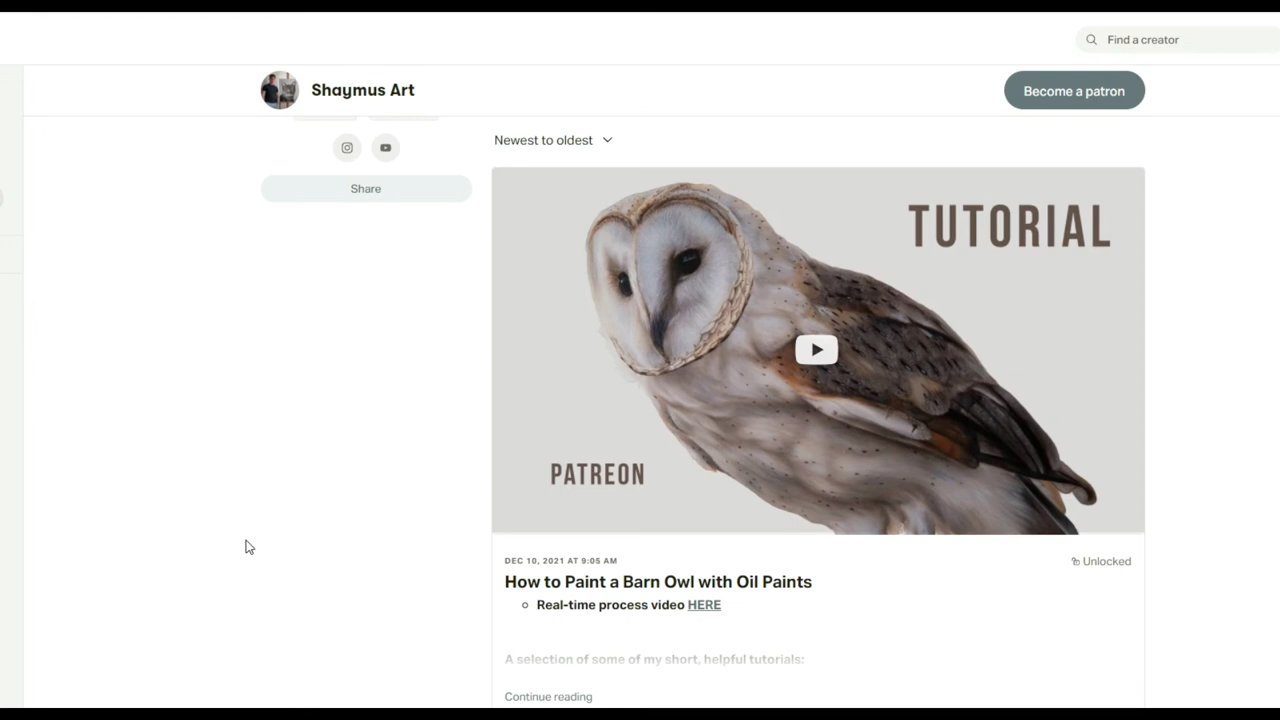 Find a creator
Shaymus Art
Become a patron
Newest to oldest
Share
TUTORIAL
PATREON
DEC 10, 2021 AT 9:05 AM
Unlocked
How to Paint a Barn Owl with Oil Paints
Real-time process video HERE
A selection of some of my short, helpful tutorials:
Continue reading